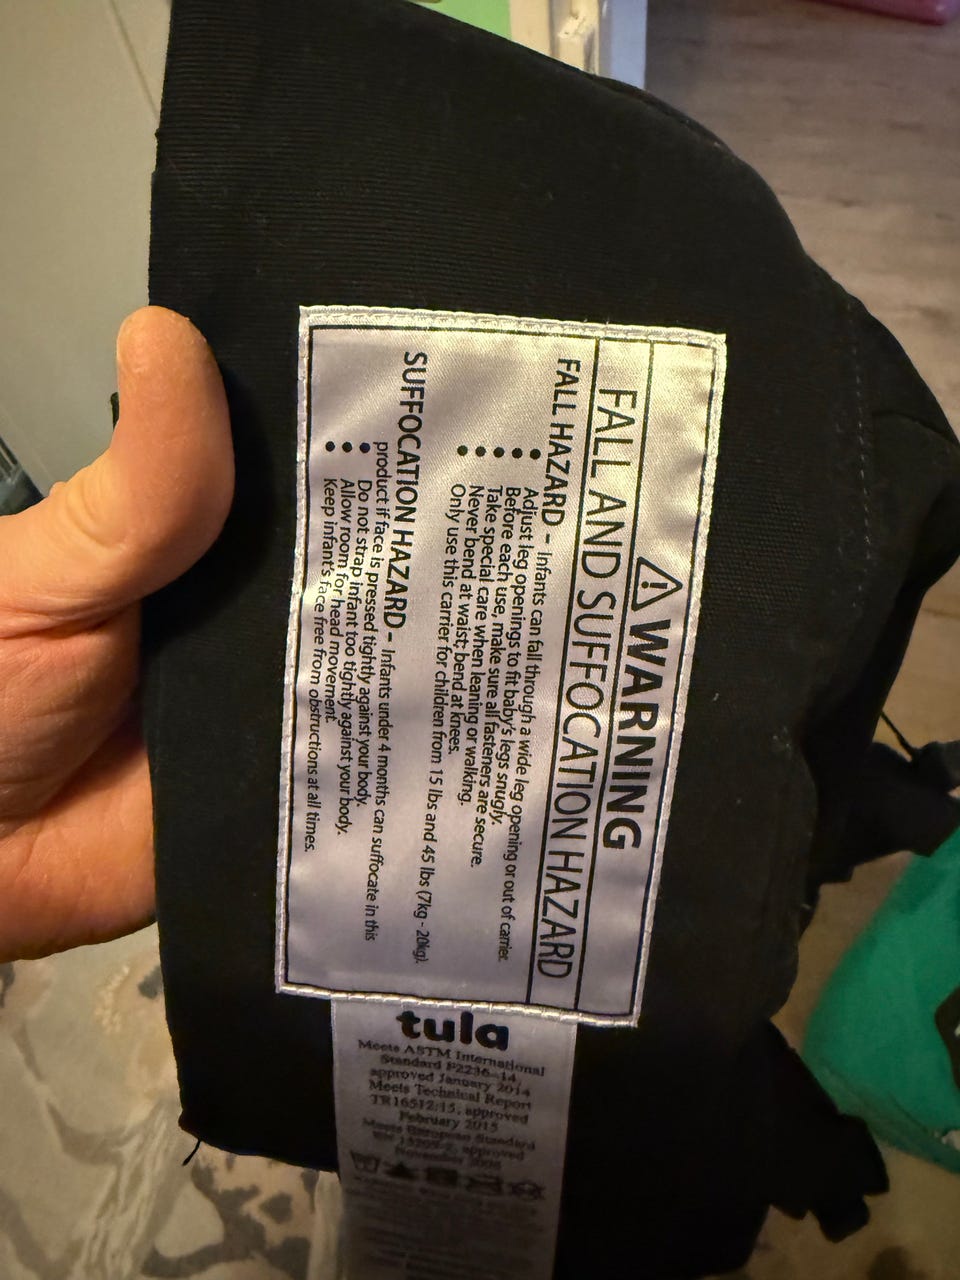 ⚠ WARNING
FALL AND SUFFOCATION HAZARD
FALL HAZARD – Infants can fall through a wide leg opening or out of carrier.
• Adjust leg openings to fit baby's legs snugly.
• Before each use, make sure all fasteners are secure.
• Take special care when leaning or walking.
• Never bend at waist; bend at knees.
• Only use this carrier for children from 15 lbs and 45 lbs (7kg - 20kg).
SUFFOCATION HAZARD – Infants under 4 months can suffocate in this
product if face is pressed tightly against your body.
• Do not strap infant too tightly against your body.
• Allow room for head movement.
• Keep infant's face free from obstructions at all times.
tula
Meets ASTM International
Standard F2236-14,
approved January 2014
Meets Technical Report
TR16512:15, approved
February 2015
Meets European Standard
approved
November